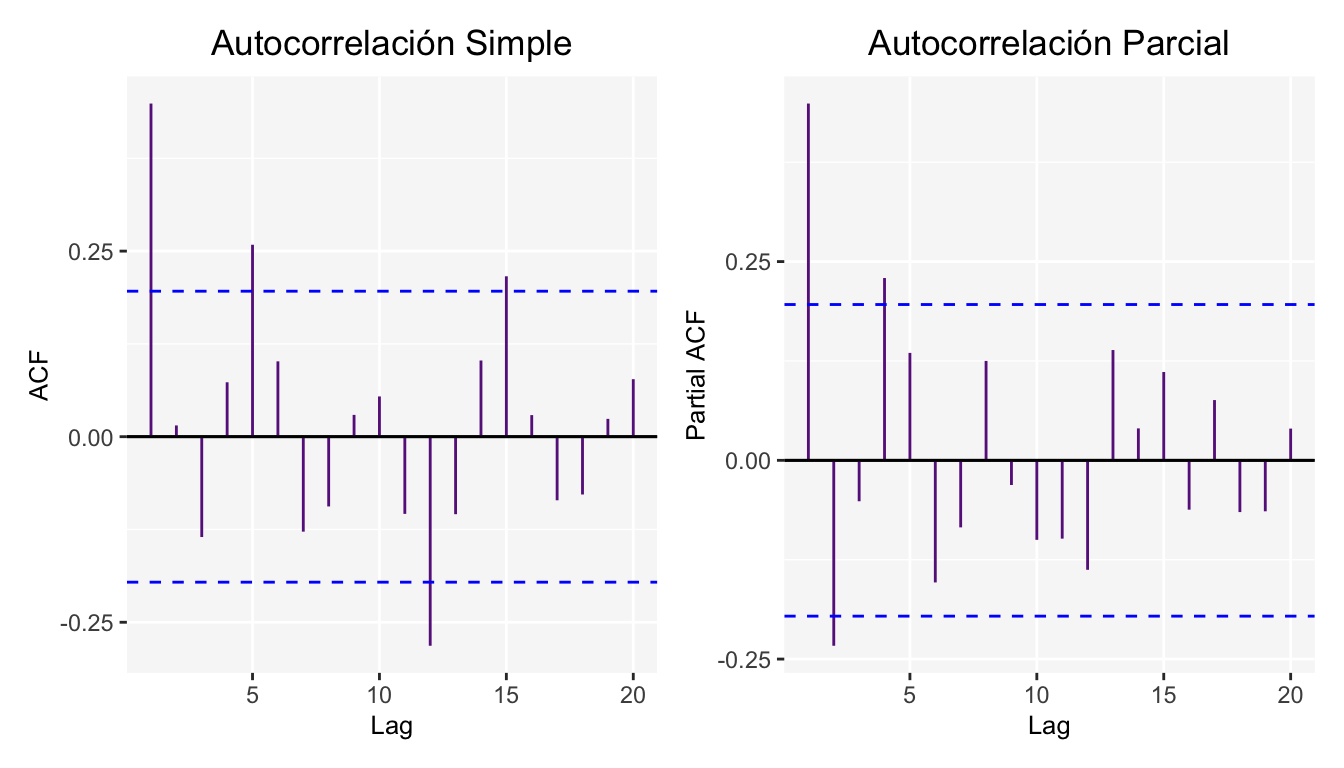 Autocorrelación Simple
ACF
0.25
0.00
-0.25
5 10 15 20
Lag
Autocorrelación Parcial
Partial ACF
0.25
0.00
-0.25
5 10 15 20
Lag